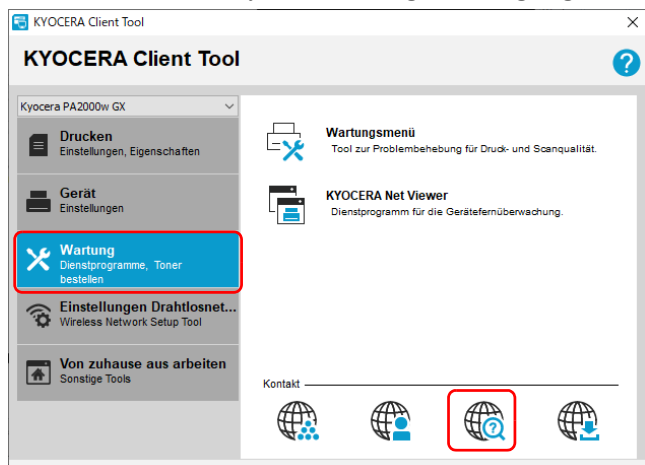 KYOCERA Client Tool
KYOCERA Client Tool
Kyocera PA2000w GX
Drucken
Einstellungen, Eigenschaften
Gerät
Einstellungen
Wartung
Dienstprogramme, Toner
bestellen
Einstellungen Drahtlosnet...
Wireless Network Setup Tool
Von zuhause aus arbeiten
Sonstige Tools
Wartungsmenü
Tool zur Problembehebung für Druck- und Scanqualität.
KYOCERA Net Viewer
Dienstprogramm für die Gerätefernüberwachung.
Kontakt